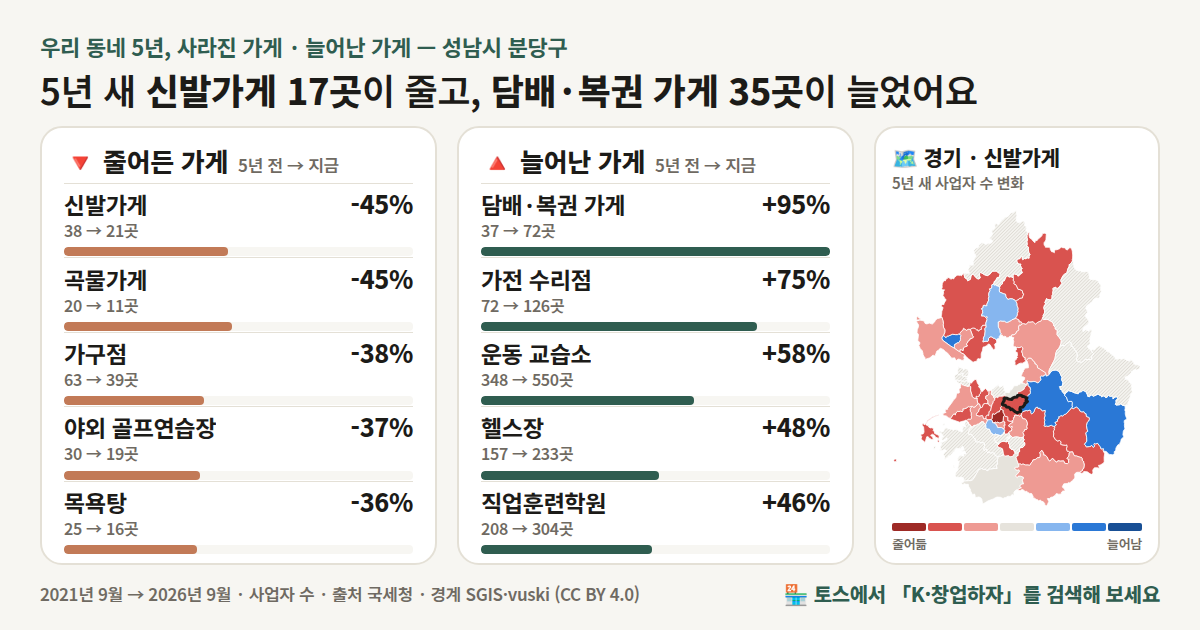 우리 동네 5년, 사라진 가게 · 늘어난 가게 — 성남시 분당구
5년 새 신발가게 17곳이 줄고, 담배·복권 가게 35곳이 늘었어요
줄어든 가게 5년 전 → 지금
신발가게 -45%
38 → 21곳
곡물가게 -45%
20 → 11곳
가구점 -38%
63 → 39곳
야외 골프연습장 -37%
30 → 19곳
목욕탕 -36%
25 → 16곳
늘어난 가게 5년 전 → 지금
담배·복권 가게 +95%
37 → 72곳
가전 수리점 +75%
72 → 126곳
운동 교습소 +58%
348 → 550곳
헬스장 +48%
157 → 233곳
직업훈련학원 +46%
208 → 304곳
경기 · 신발가게
5년 새 사업자 수 변화
줄어듦 늘어남
2021년 9월 → 2026년 9월 · 사업자 수 · 출처 국세청 · 경계 SGIS·vuski (CC BY 4.0)
토스에서 「K·창업하자」를 검색해 보세요